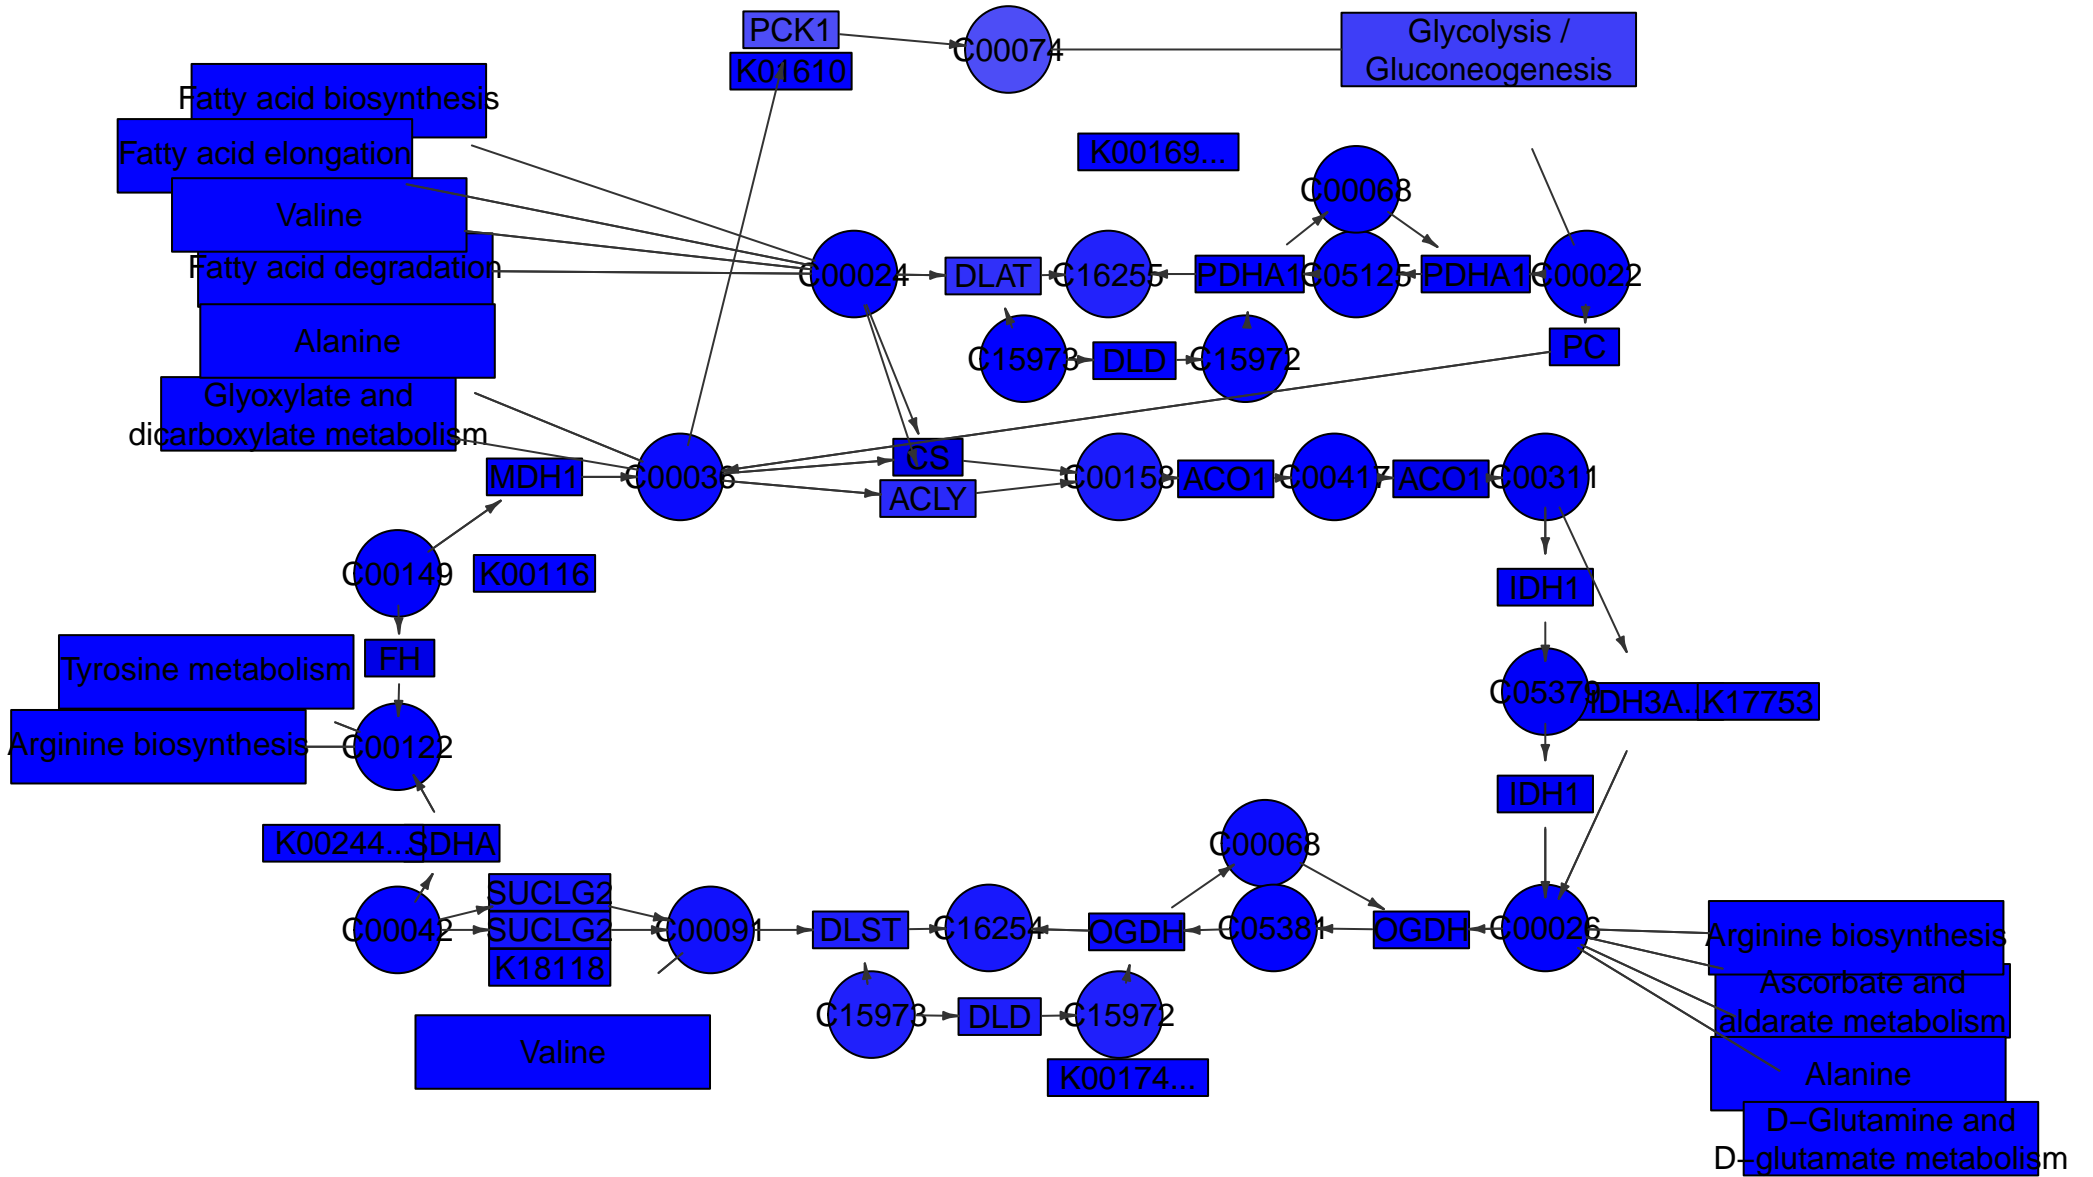 PCK1
C00074
Glycolysis /
Gluconeogenesis
K01610
Fatty acid biosynthesis
Fatty acid elongation
K00169...
C00068
Valine
Fatty acid degradation
C00024
DLAT
C16255
PDHA1
C05125
PDHA1
C00022
Alanine
C15973
DLD
C15972
PC
Glyoxylate and
dicarboxylate metabolism
MDH1
C00036
CS
ACLY
C00158
ACO1
C00417
ACO1
C00311
C00149
K00116
IDH1
FH
Tyrosine metabolism
C05379
IDH3A...
K17753
Arginine biosynthesis
C00122
IDH1
K00244...
SDHA
C00068
SUCLG2
C00042
SUCLG2
C00091
DLST
C16254
OGDH
C05381
OGDH
C00026
Arginine biosynthesis
K18118
Ascorbate and
aldarate metabolism
C15973
DLD
C15972
Valine
K00174...
Alanine
D−Glutamine and
D−glutamate metabolism